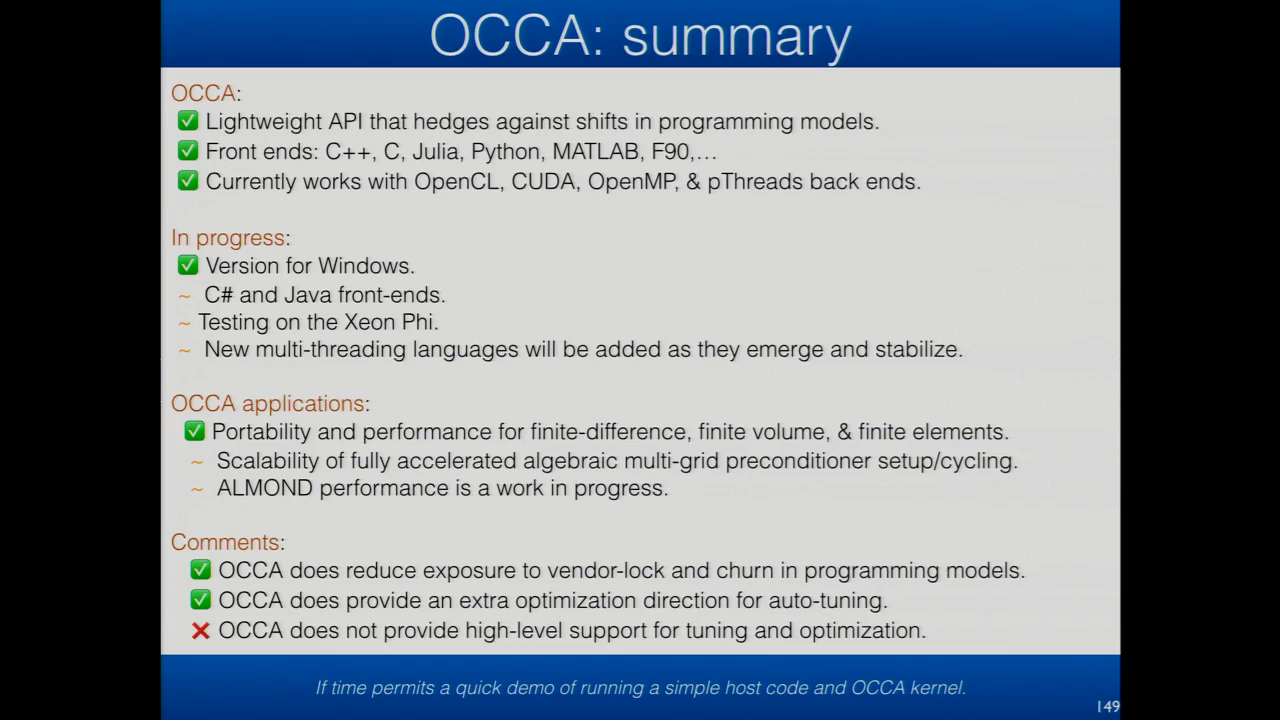 OCCA: summary
OCCA:
✅ Lightweight API that hedges against shifts in programming models.
✅ Front ends: C++, C, Julia, Python, MATLAB, F90,…
✅ Currently works with OpenCL, CUDA, OpenMP, & pThreads back ends.
In progress:
✅ Version for Windows.
~ C# and Java front-ends.
~ Testing on the Xeon Phi.
~ New multi-threading languages will be added as they emerge and stabilize.
OCCA applications:
✅ Portability and performance for finite-difference, finite volume, & finite elements.
~ Scalability of fully accelerated algebraic multi-grid preconditioner setup/cycling.
~ ALMOND performance is a work in progress.
Comments:
✅ OCCA does reduce exposure to vendor-lock and churn in programming models.
✅ OCCA does provide an extra optimization direction for auto-tuning.
❌ OCCA does not provide high-level support for tuning and optimization.
If time permits a quick demo of running a simple host code and OCCA kernel.
149